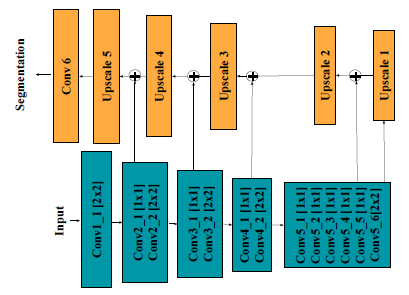 Segmentation
Conv 6
Upscale 5
Upscale 4
Upscale 3
Upscale 2
Upscale 1
Input
Conv1_1 [2x2]
Conv2_1 [1x1]
Conv2_2 [2x2]
Conv3_1 [1x1]
Conv3_2 [2x2]
Conv4_1 [1x1]
Conv4_2 [2x2]
Conv5_1 [1x1]
Conv5_2 [1x1]
Conv5_3 [1x1]
Conv5_4 [1x1]
Conv5_5 [1x1]
Conv5_6[2x2]